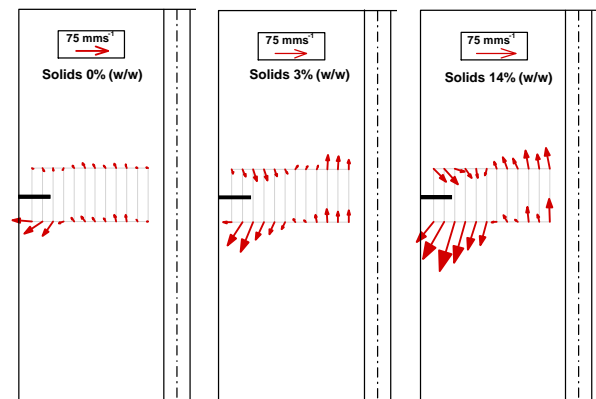 75 mms⁻¹
Solids 0% (w/w)
75 mms⁻¹
Solids 3% (w/w)
75 mms⁻¹
Solids 14% (w/w)